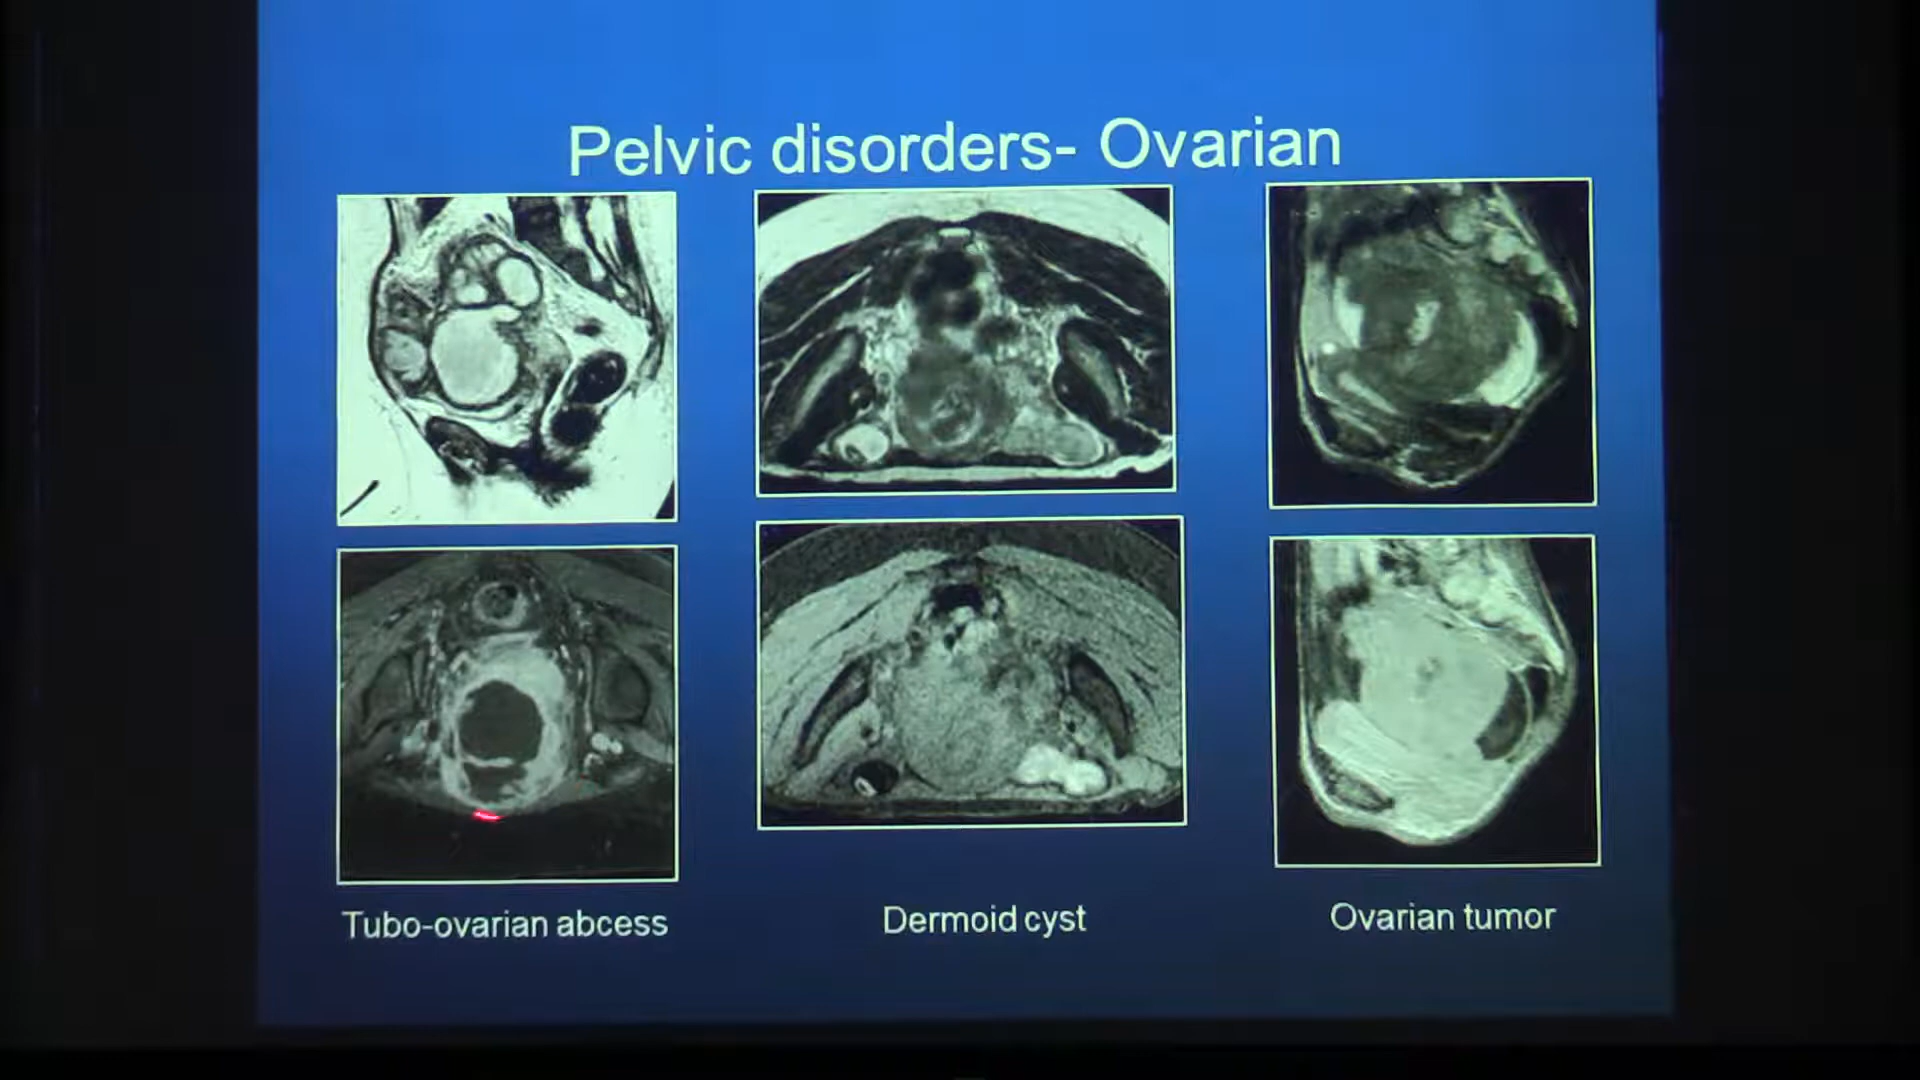 Pelvic disorders- Ovarian
Tubo-ovarian abcess
Dermoid cyst
Ovarian tumor